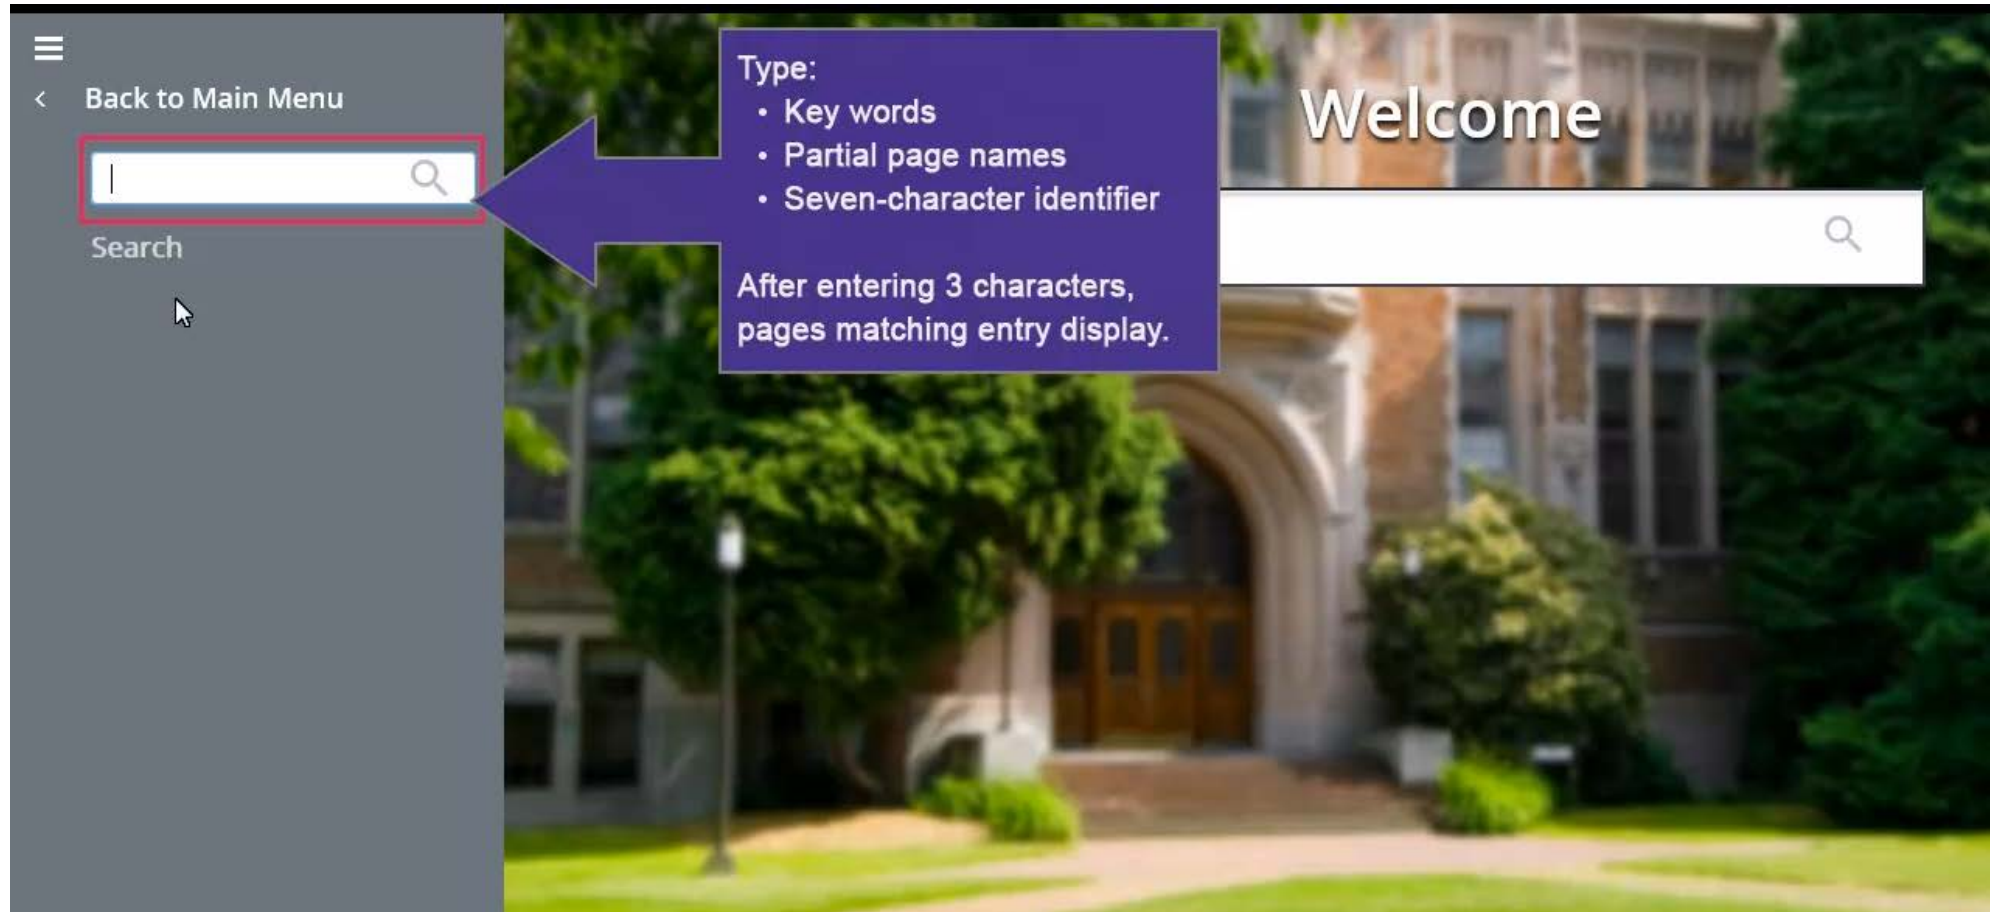 Back to Main Menu
Search
Type:
• Key words
• Partial page names
• Seven-character identifier
After entering 3 characters,
pages matching entry display.
Welcome